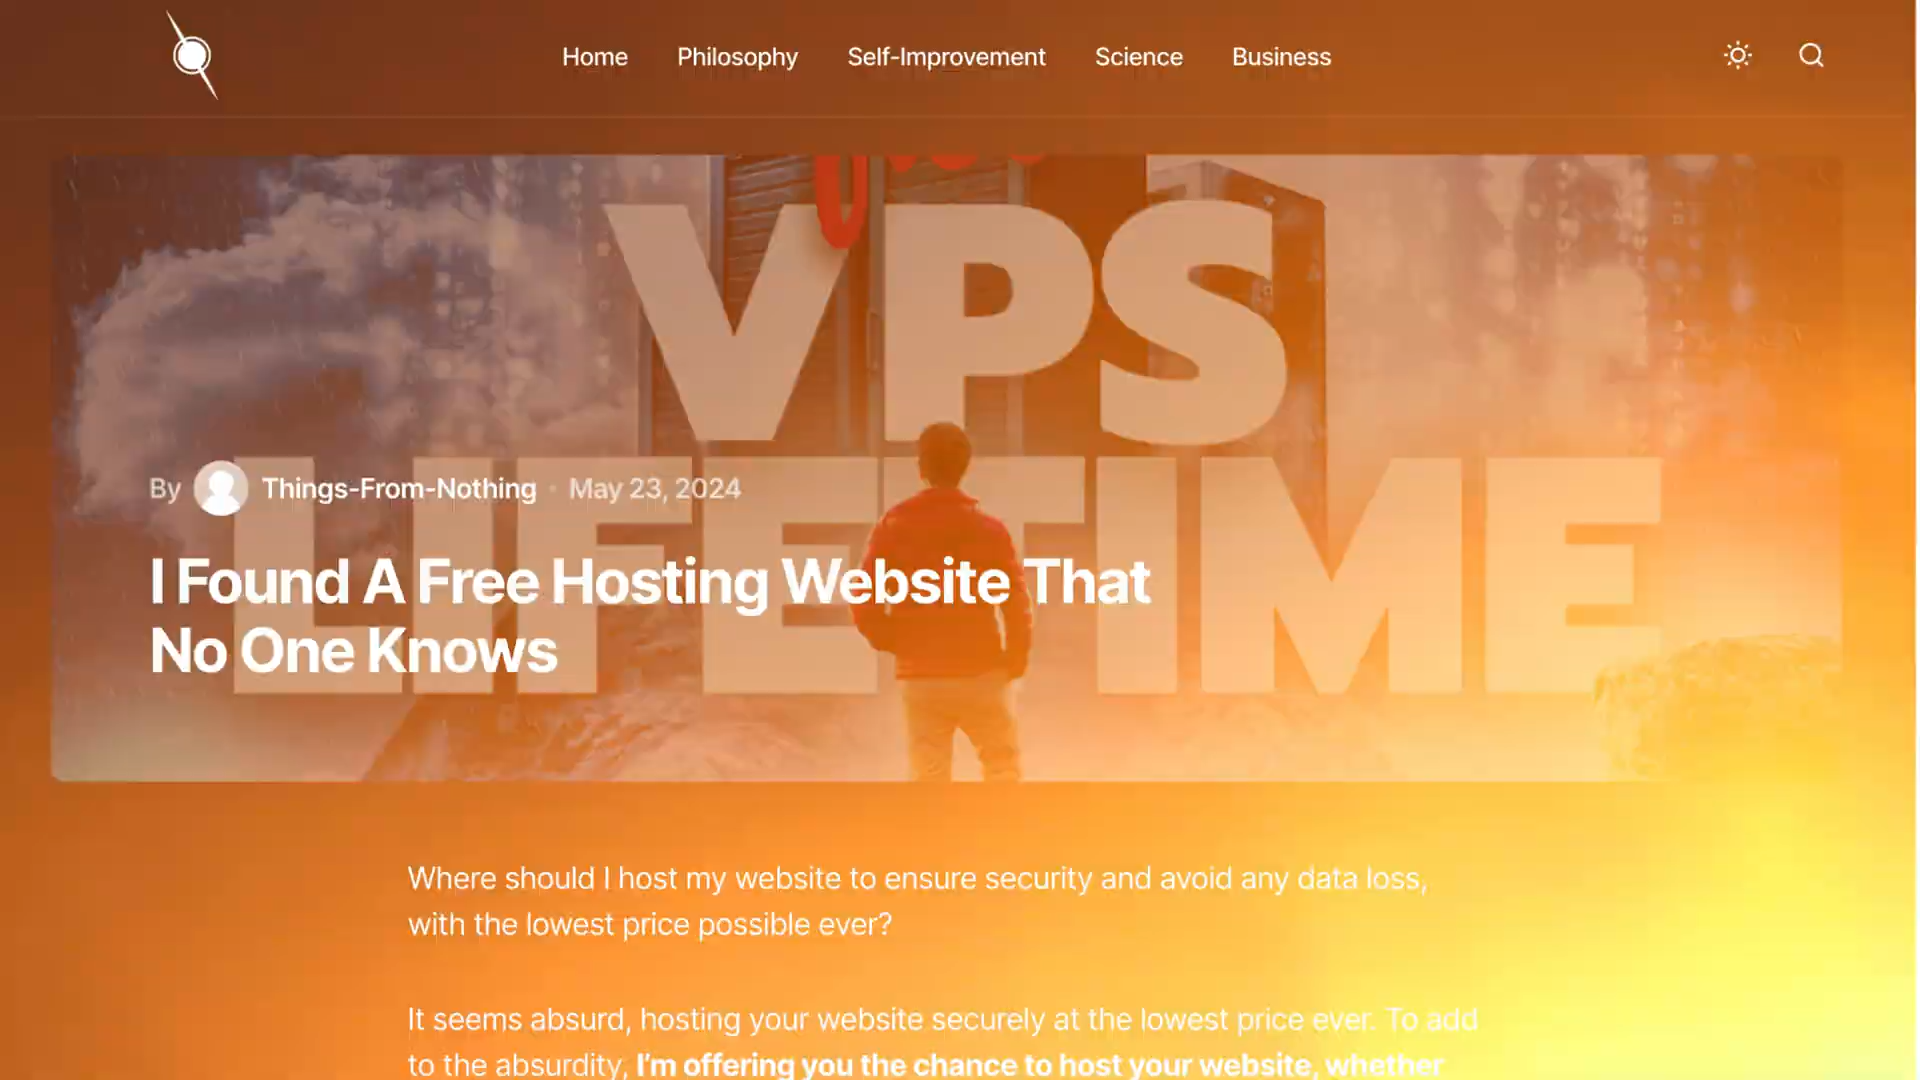 Home Philosophy Self-Improvement Science Business
VPS
LIFETIME
By Things-From-Nothing • May 23, 2024
I Found A Free Hosting Website That
No One Knows
Where should I host my website to ensure security and avoid any data loss,
with the lowest price possible ever?
It seems absurd, hosting your website securely at the lowest price ever. To add
to the absurdity, I'm offering you the chance to host your website, whether